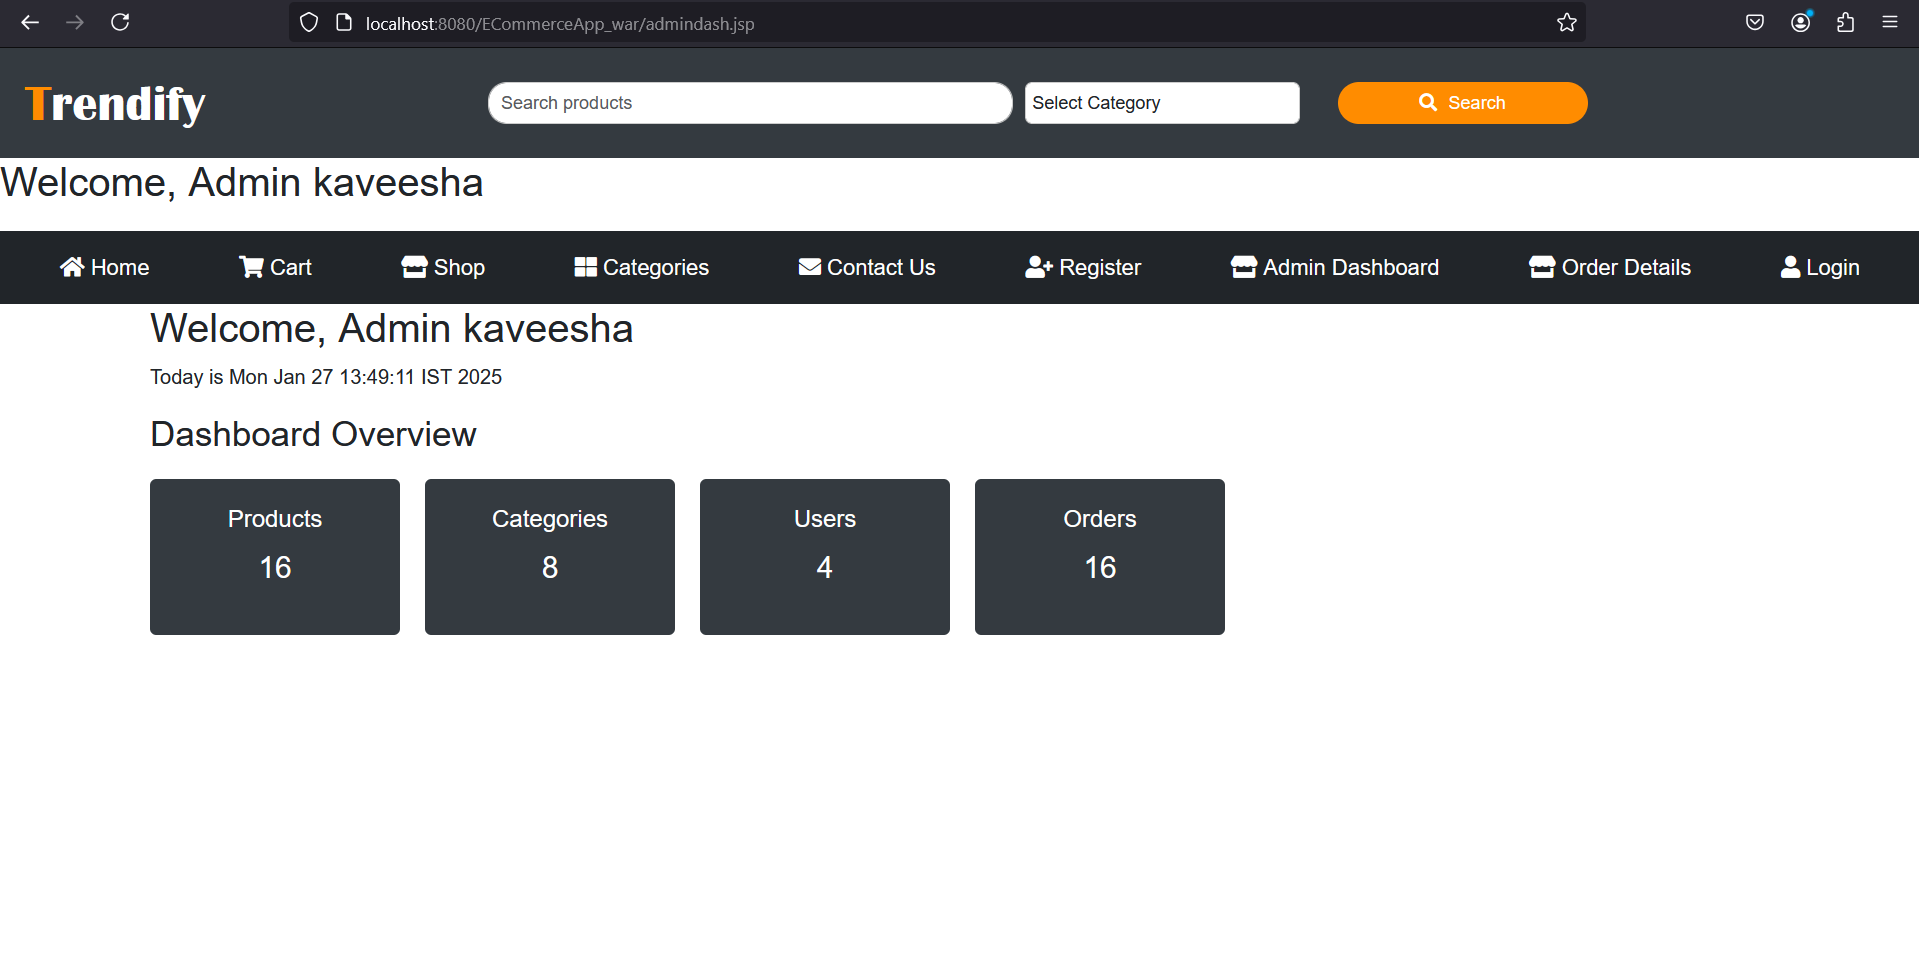 localhost:8080/ECommerceApp_war/admindash.jsp
Trendify Search products Select Category Search
Welcome, Admin kaveesha
Home Cart Shop Categories Contact Us Register Admin Dashboard Order Details Login
Welcome, Admin kaveesha
Today is Mon Jan 27 13:49:11 IST 2025
Dashboard Overview
Products Categories Users Orders
16 8 4 16